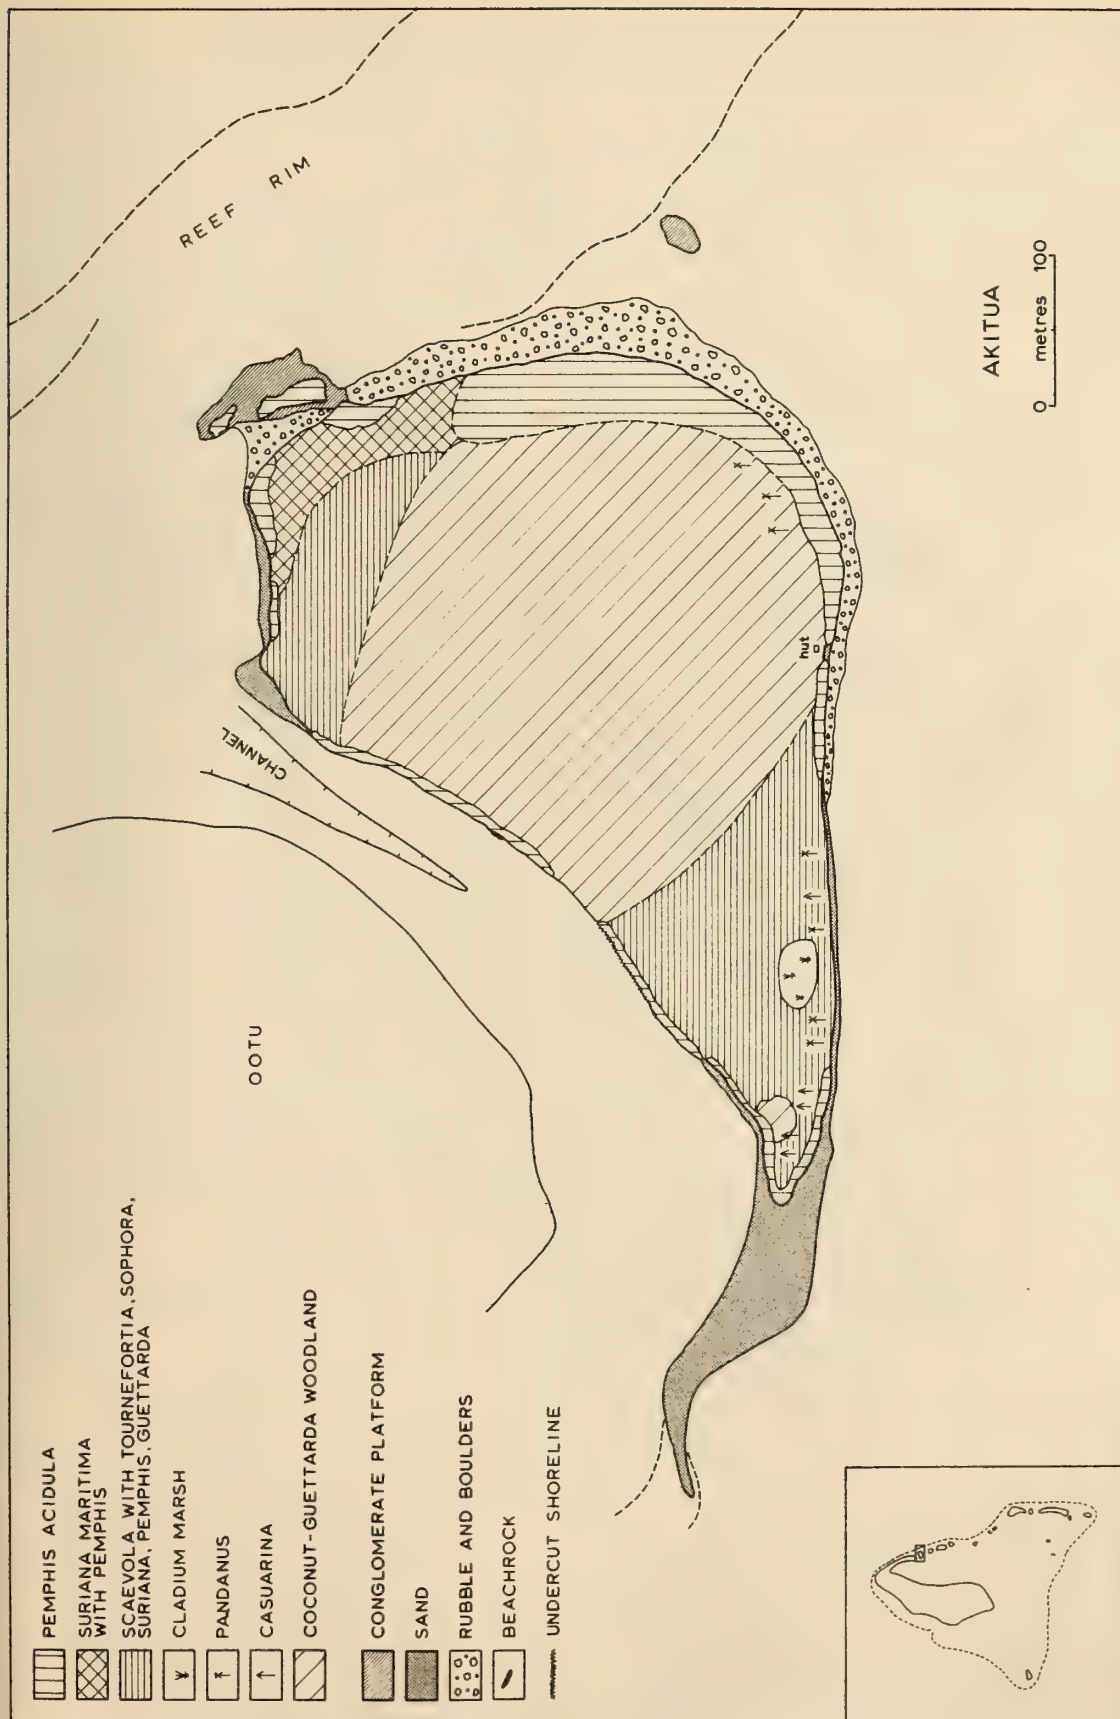 REEF RIM
CHANNEL
OOTU
hut
AKITUA
0 metres 100
PEMPHIS ACIDULA
SURIANA MARITIMA
WITH PEMPHIS
SCAEVOLA WITH TOURNEFORTIA, SOPHORA,
SURIANA, PEMPHIS, GUETTARDA
CLADIUM MARSH
PANDANUS
CASUARINA
COCONUT-GUETTARDA WOODLAND
CONGLOMERATE PLATFORM
SAND
RUBBLE AND BOULDERS
BEACHROCK
UNDERCUT SHORELINE